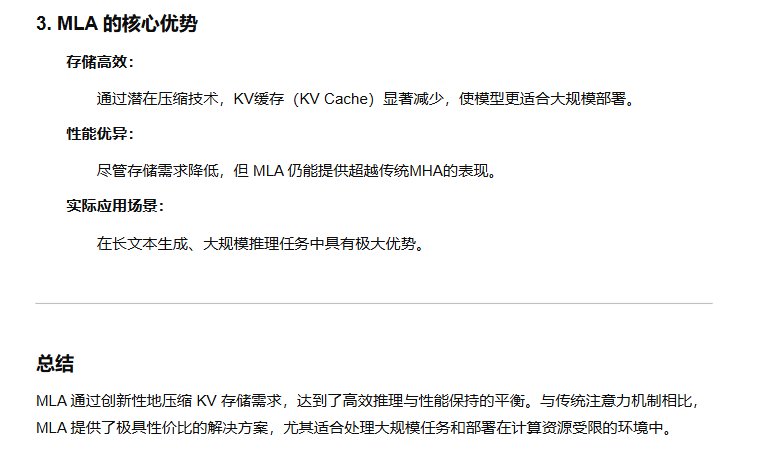 3. MLA 的核心优势
存储高效：
通过潜在压缩技术，KV缓存（KV Cache）显著减少，使模型更适合大规模部署。
性能优异：
尽管存储需求降低，但 MLA 仍能提供超越传统MHA的表现。
实际应用场景：
在长文本生成、大规模推理任务中具有极大优势。
总结
MLA 通过创新性地压缩 KV 存储需求，达到了高效推理与性能保持的平衡。与传统注意力机制相比，
MLA 提供了极具性价比的解决方案，尤其适合处理大规模任务和部署在计算资源受限的环境中。